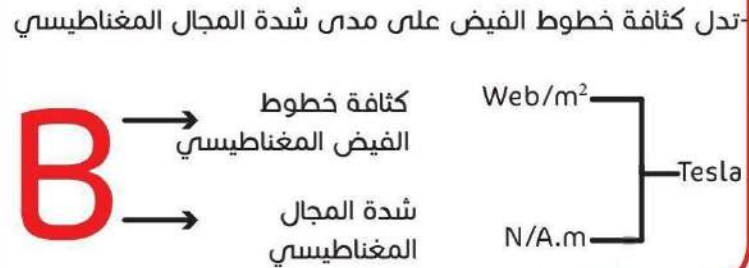 -تدل كثافة خطوط الفيض على مدى شدة المجال المغناطيسي
B
كثافة خطوط
الفيض المغناطيسي
شدة المجال
المغناطيسي
Web/m²
N/A.m
Tesla